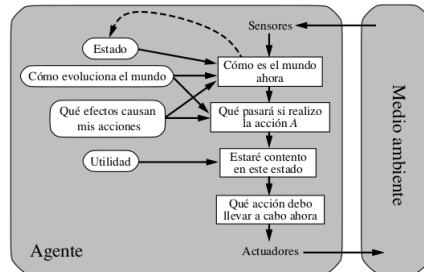 Sensores
Estado
Cómo es el mundo
ahora
Cómo evoluciona el mundo
Qué efectos causan
mis acciones
Qué pasará si realizo
la acción A
Utilidad
Estaré contento
en este estado
Qué acción debo
llevar a cabo ahora
Agente
Actuadores
Medio ambiente